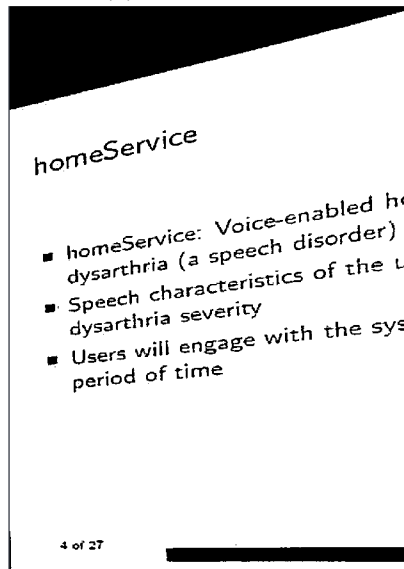 homeService
■ homeService: Voice-enabled
dysarthria (a speech disorder)
■ Speech characteristics of the
dysarthria severity
■ Users will engage with the
period of time
4 of 27